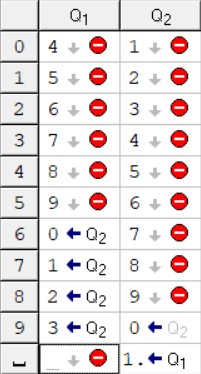 Q₁ Q₂
0 4 ↓ ⛔ 1 ↓ ⛔
1 5 ↓ ⛔ 2 ↓ ⛔
2 6 ↓ ⛔ 3 ↓ ⛔
3 7 ↓ ⛔ 4 ↓ ⛔
4 8 ↓ ⛔ 5 ↓ ⛔
5 9 ↓ ⛔ 6 ↓ ⛔
6 0 ← Q₂ 7 ↓ ⛔
7 1 ← Q₂ 8 ↓ ⛔
8 2 ← Q₂ 9 ↓ ⛔
9 3 ← Q₂ 0 ← Q₂
␣ _ ↓ ⛔ 1. ← Q₁